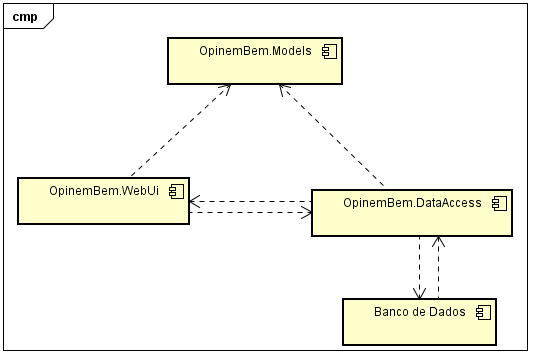 cmp
OpinemBem.Models
OpinemBem.WebUi
OpinemBem.DataAccess
Banco de Dados